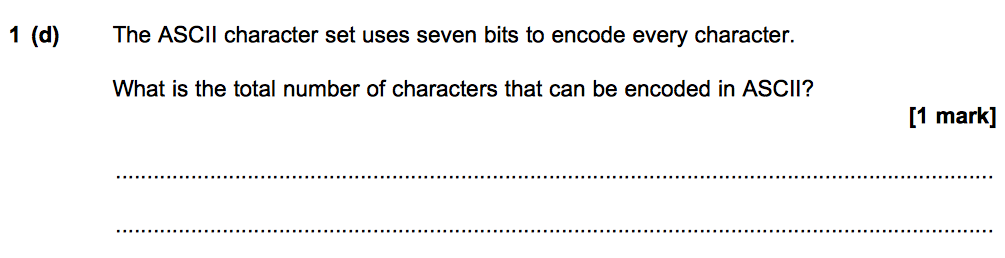 1 (d) The ASCII character set uses seven bits to encode every character.
What is the total number of characters that can be encoded in ASCII?
[1 mark]